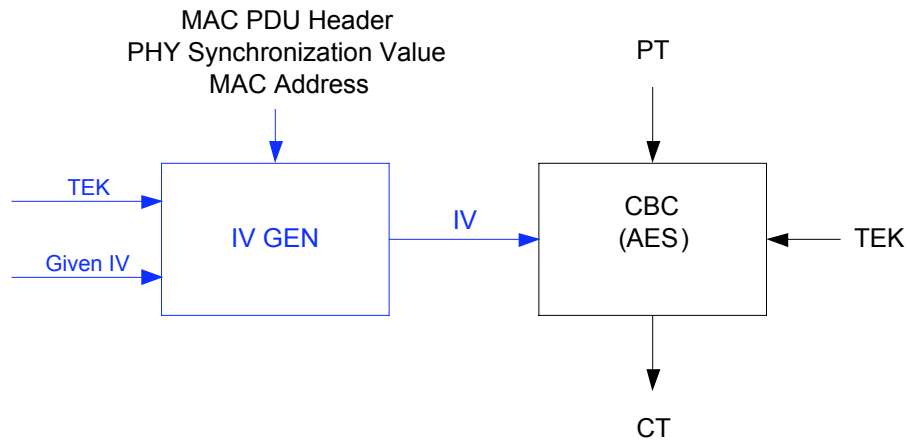 MAC PDU Header
PHY Synchronization Value
MAC Address
PT
TEK
Given IV
IV GEN
IV
CBC
(AES)
TEK
CT